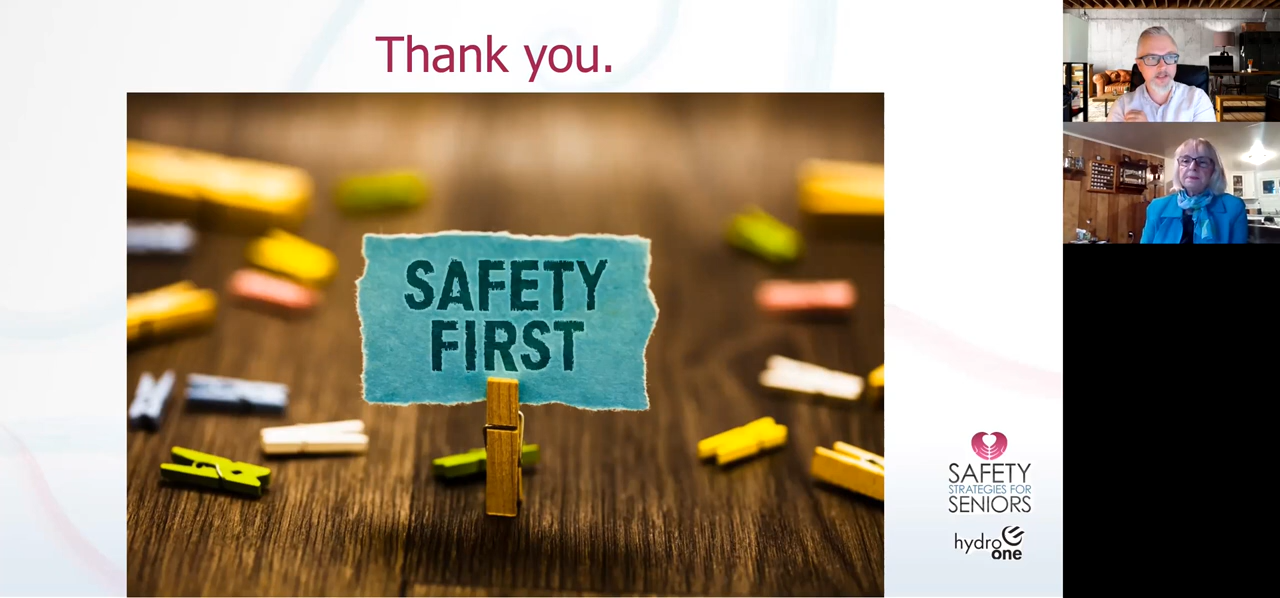 Thank you.
SAFETY
FIRST
SAFETY
STRATEGIES FOR
SENIORS
hydro
one